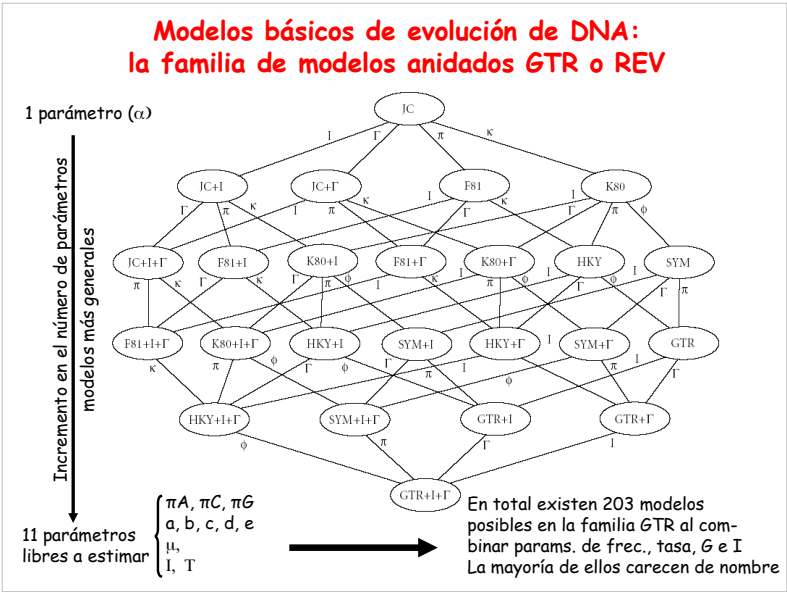 Modelos básicos de evolución de DNA:
la familia de modelos anidados GTR o REV
1 parámetro (α)
Incremento en el número de parámetros
modelos más generales
JC
I Γ π κ
JC+I JC+Γ F81 K80
Γ π κ I π κ I Γ κ I Γ π φ
JC+I+Γ F81+I K80+I F81+Γ K80+Γ HKY SYM
π κ Γ κ Γ π φ I κ I π φ I Γ φ I Γ π
F81+I+Γ K80+I+Γ HKY+I SYM+I HKY+Γ SYM+Γ GTR
κ π φ Γ φ Γ π I φ I π I Γ
HKY+I+Γ SYM+I+Γ GTR+I GTR+Γ
φ π Γ I
GTR+I+Γ
11 parámetros
libres a estimar
πA, πC, πG
a, b, c, d, e
μ,
I, T
En total existen 203 modelos
posibles en la familia GTR al com-
binar params. de frec., tasa, G e I
La mayoría de ellos carecen de nombre